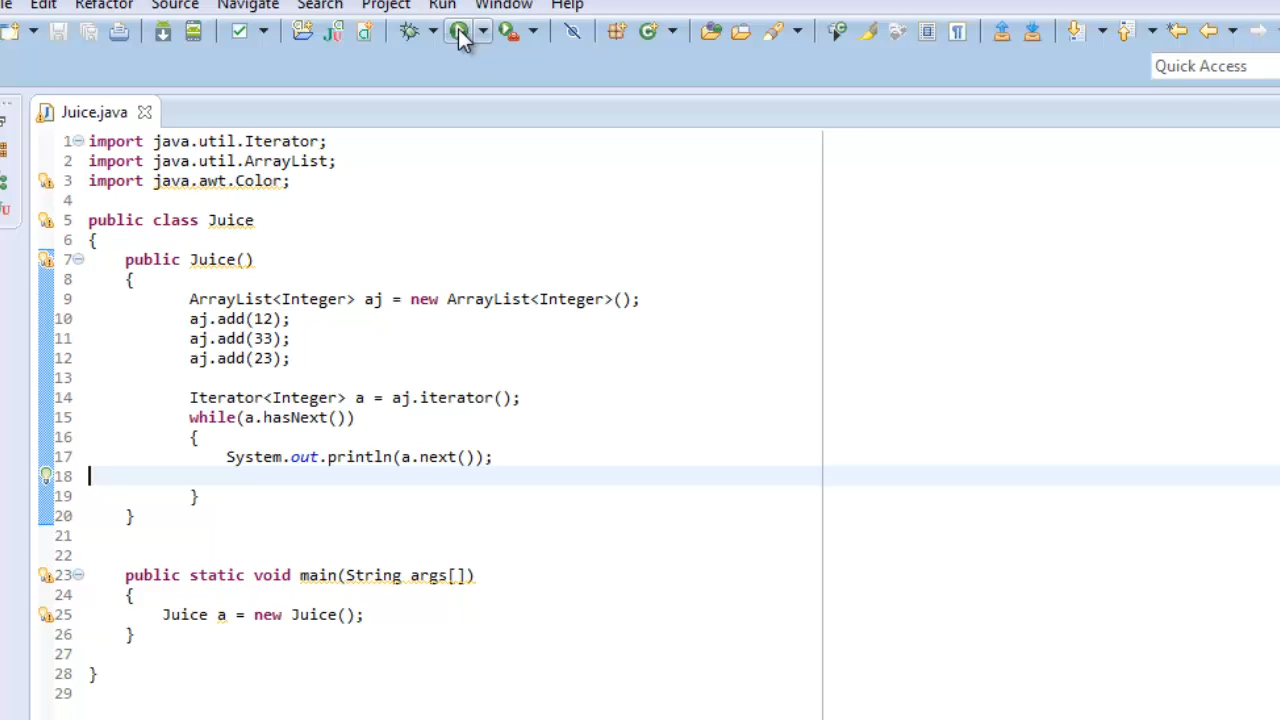 le Edit Refactor Source Navigate Search Project Run Window Help
Quick Access
Juice.java
1 import java.util.Iterator;
2 import java.util.ArrayList;
3 import java.awt.Color;
4
5 public class Juice
6 {
7 public Juice()
8 {
9 ArrayList<Integer> aj = new ArrayList<Integer>();
10 aj.add(12);
11 aj.add(33);
12 aj.add(23);
13
14 Iterator<Integer> a = aj.iterator();
15 while(a.hasNext())
16 {
17 System.out.println(a.next());
18
19 }
20 }
21
22
23 public static void main(String args[])
24 {
25 Juice a = new Juice();
26 }
27
28 }
29